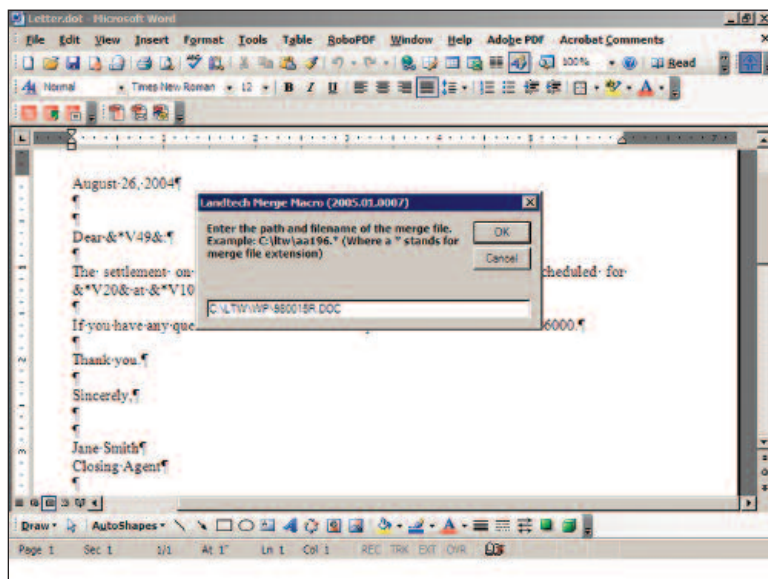 Letter.dot - Microsoft Word
File Edit View Insert Format Tools Table RoboPDF Window Help Adobe PDF Acrobat Comments
100% Read
Normal Times New Roman 12 B I U
August·26,·2004¶
¶
¶
Dear·&*V49&:¶
¶
The· settlement· on· cheduled· for·
&*V20&·at·&*V10
¶
If·you·have·any·que 6000.¶
¶
Thank·you.¶
¶
Sincerely,¶
¶
¶
Jane·Smith¶
Closing·Agent¶
¶
Landtech Merge Macro (2005.01.0007)
Enter the path and filename of the merge file.
Example: C:\ltw\aa196.* (Where a * stands for
merge file extension)
OK
Cancel
C:\LTW\WP\980015R.DOC
Draw AutoShapes
Page 1 Sec 1 1/1 At 1" Ln 1 Col 1 REC TRK EXT OVR